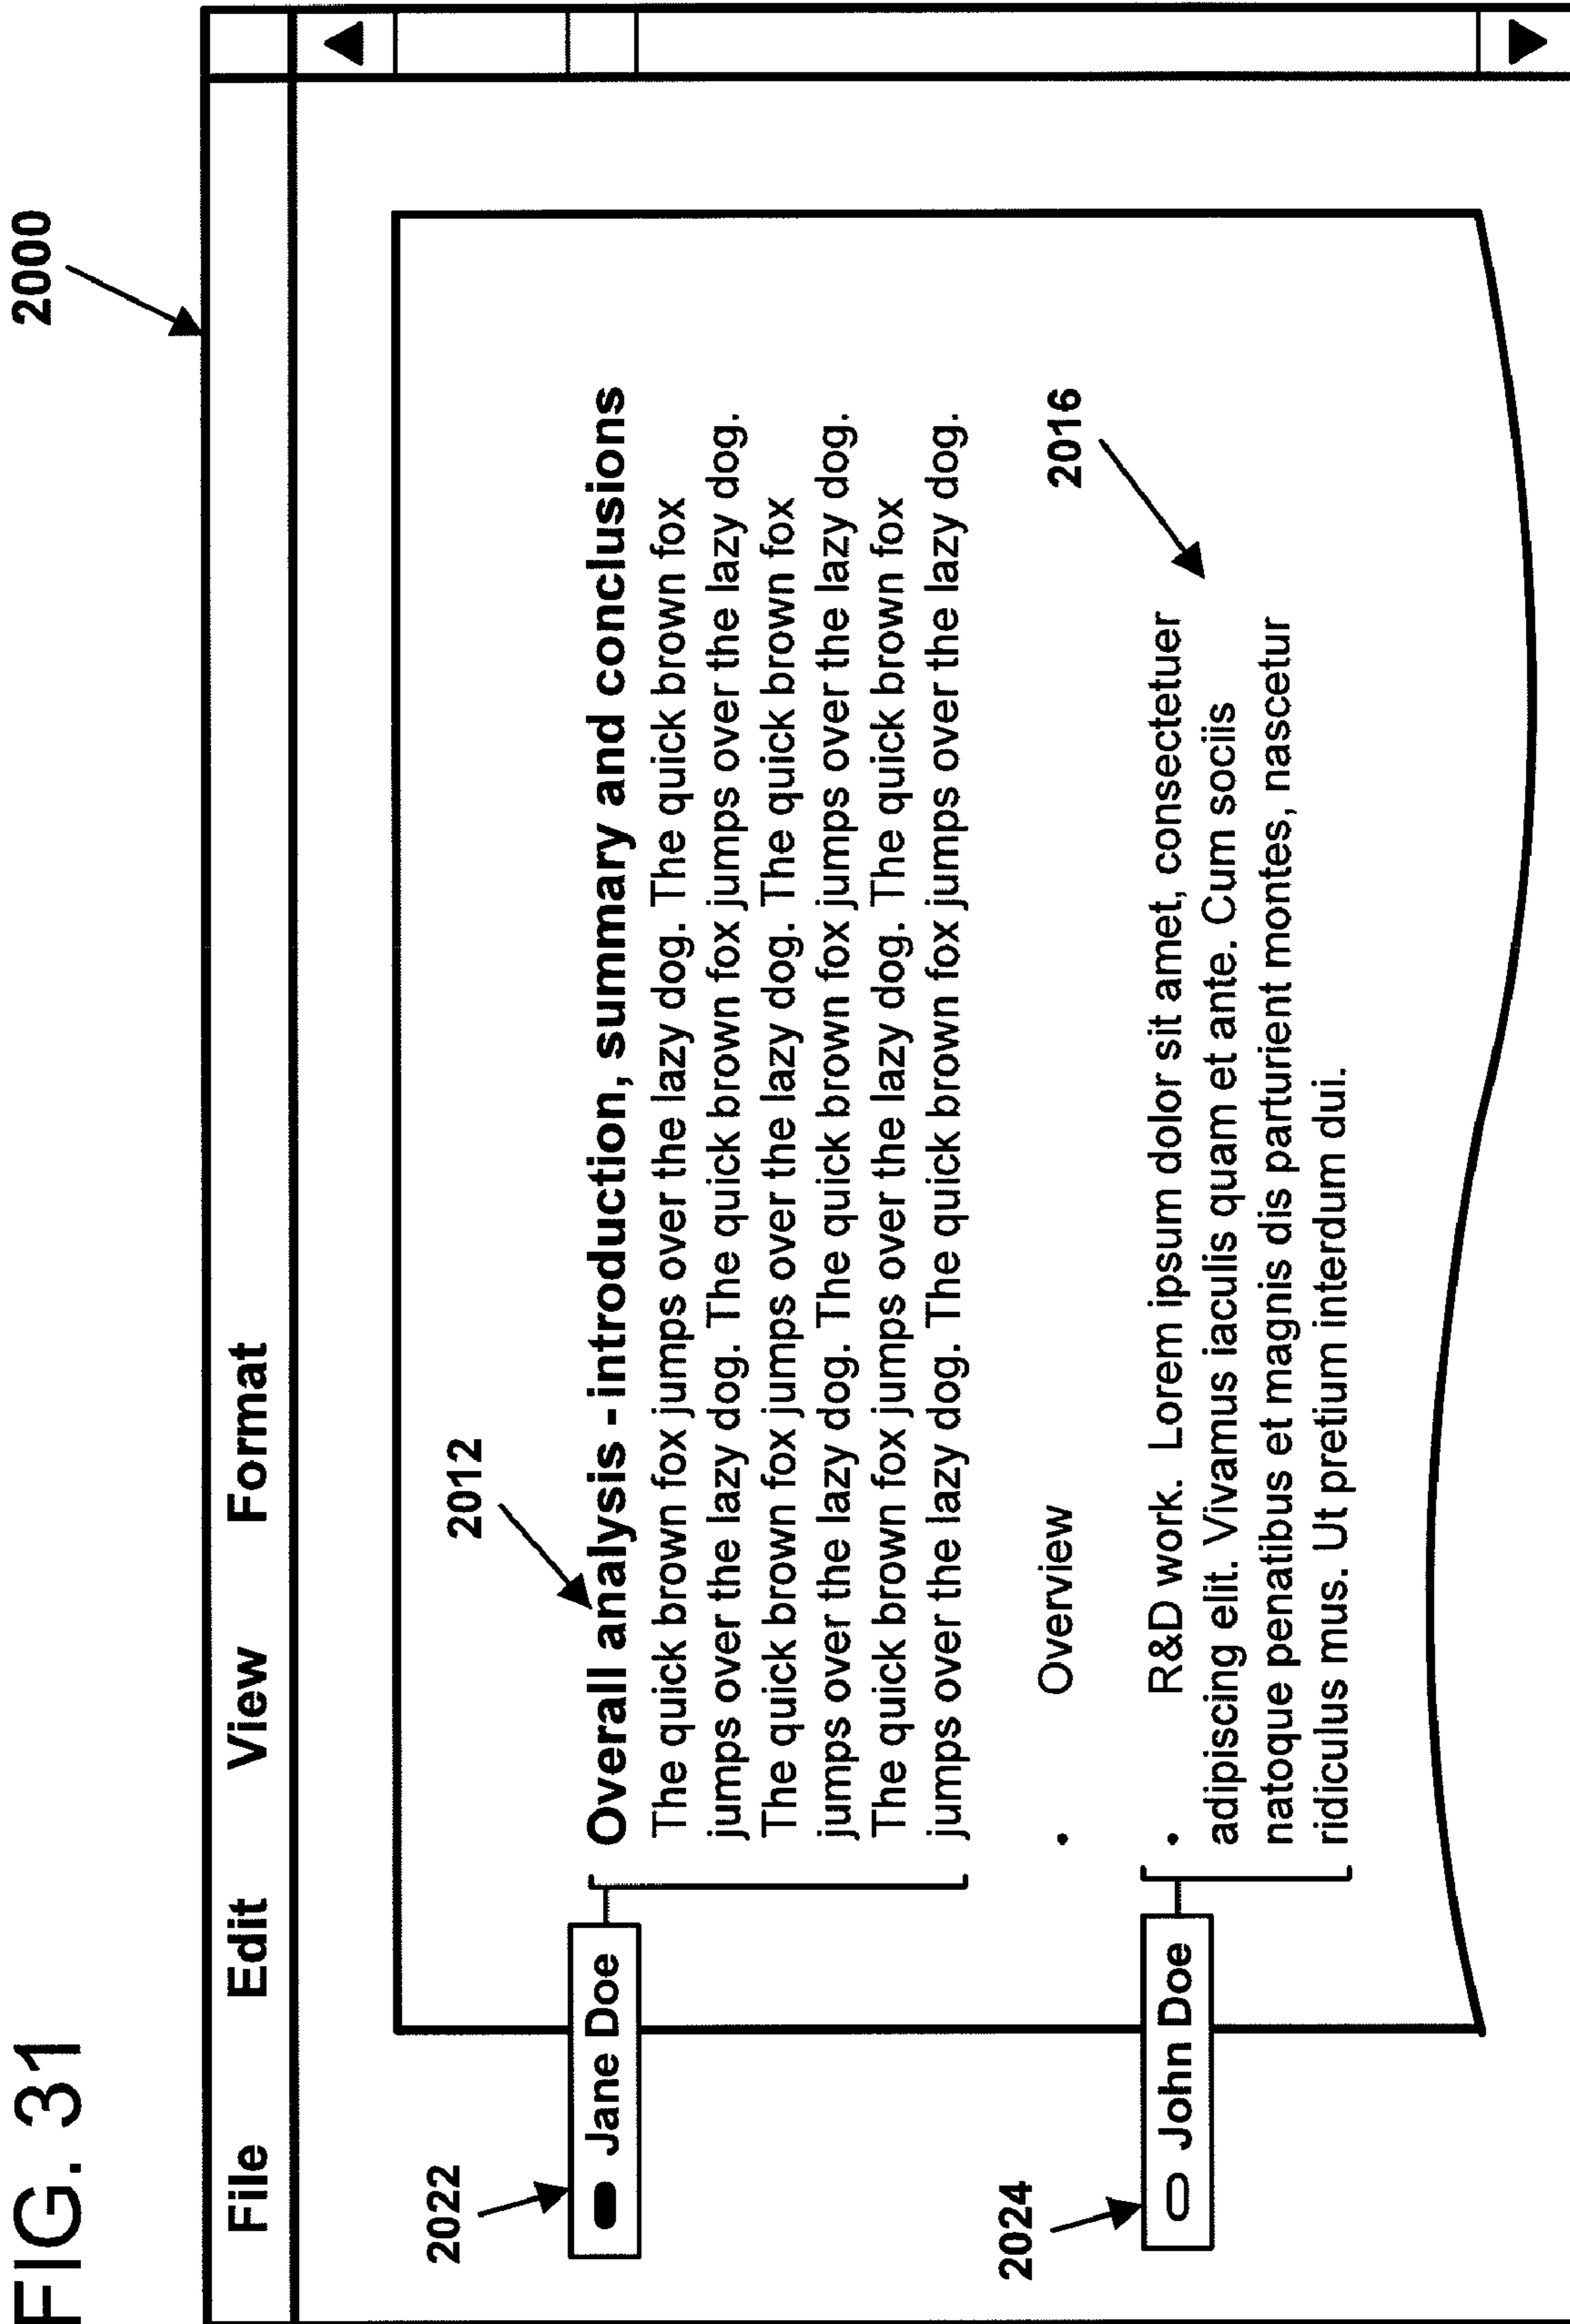 FIG. 31
2000
File Edit View Format
2012
2022
Jane Doe
Overall analysis - introduction, summary and conclusions
The quick brown fox jumps over the lazy dog. The quick brown fox
jumps over the lazy dog. The quick brown fox jumps over the lazy dog.
The quick brown fox jumps over the lazy dog. The quick brown fox
jumps over the lazy dog. The quick brown fox jumps over the lazy dog.
The quick brown fox jumps over the lazy dog. The quick brown fox
jumps over the lazy dog. The quick brown fox jumps over the lazy dog.
• Overview
2016
2024
John Doe
• R&D work. Lorem ipsum dolor sit amet, consectetuer
adipiscing elit. Vivamus iaculis quam et ante. Cum sociis
natoque penatibus et magnis dis parturient montes, nascetur
ridiculus mus. Ut pretium interdum dui.